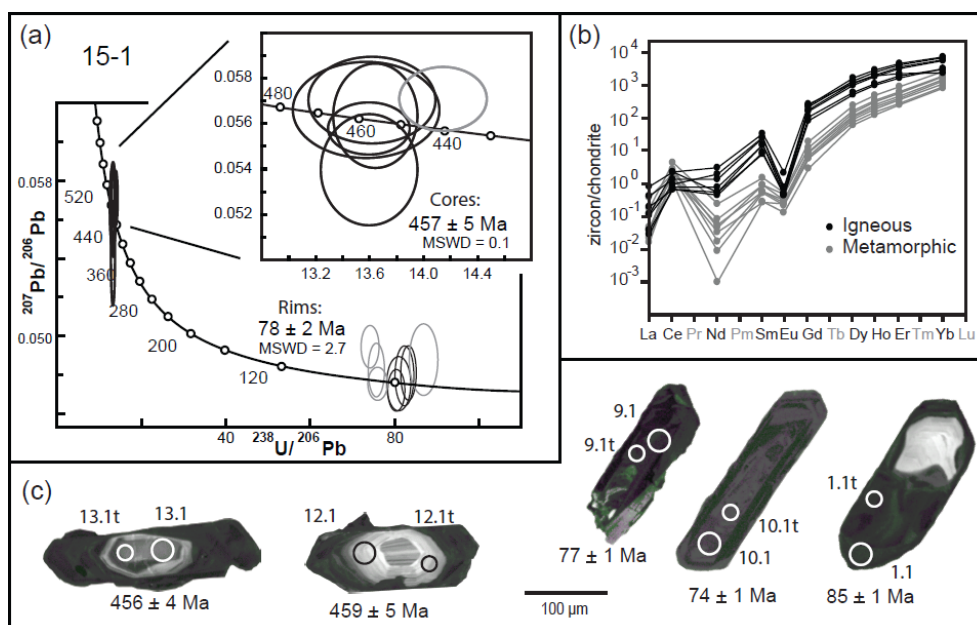 (a)
15-1
207Pb/ 206 Pb
0.058
0.050
520
440
360
280
200
120
40
80
238U/ 206 Pb
0.058
0.056
0.054
0.052
480
460
440
Cores:
457 ± 5 Ma
MSWD = 0.1
13.2
13.6
14.0
14.4
Rims:
78 ± 2 Ma
MSWD = 2.7
(b)
zircon/chondrite
10^4
10^3
10^2
10^1
10^0
10^-1
10^-2
10^-3
Igneous
Metamorphic
La Ce Pr Nd Pm Sm Eu Gd Tb Dy Ho Er Tm Yb Lu
(c)
13.1t 13.1
456 ± 4 Ma
12.1 12.1t
459 ± 5 Ma
100 µm
9.1
9.1t
77 ± 1 Ma
10.1t
10.1
74 ± 1 Ma
1.1t
1.1
85 ± 1 Ma